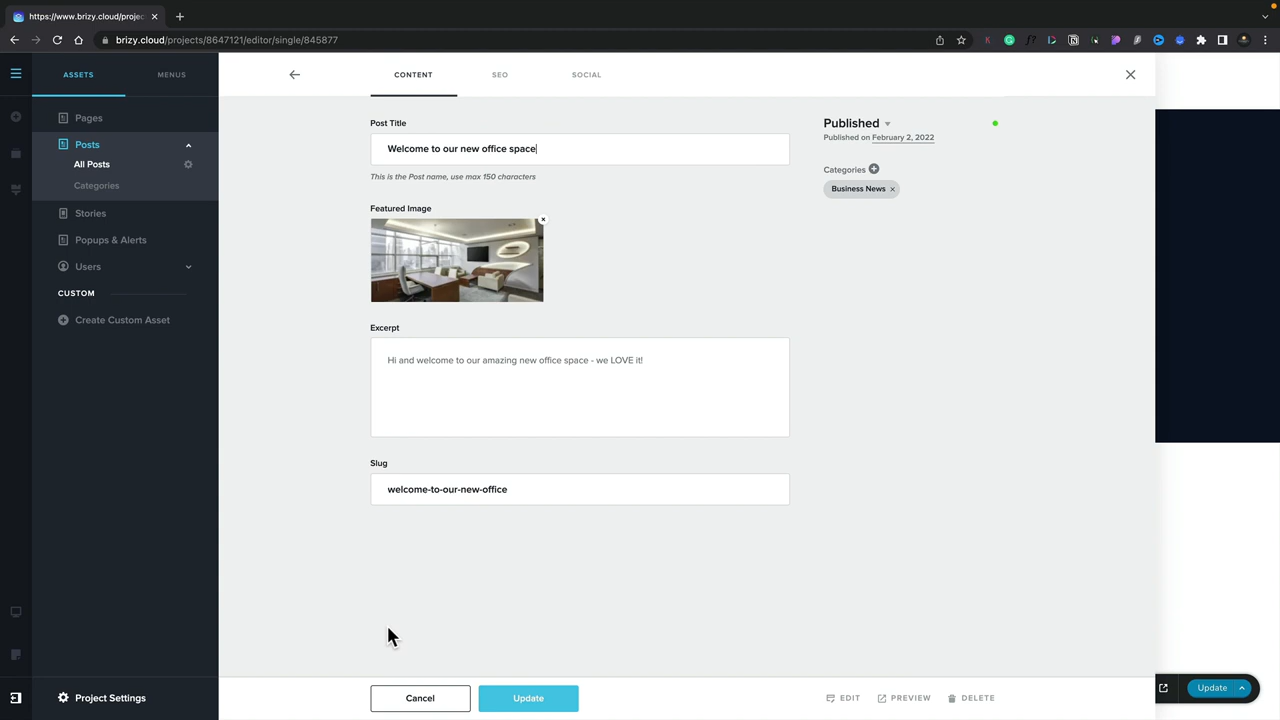 https://www.brizy.cloud/projec
brizy.cloud/projects/8647121/editor/single/845877
ASSETS
MENUS
CONTENT
SEO
SOCIAL
Pages
Posts
All Posts
Categories
Stories
Popups & Alerts
Users
CUSTOM
Create Custom Asset
Project Settings
Post Title
Welcome to our new office space
This is the Post name, use max 150 characters
Featured Image
Excerpt
Hi and welcome to our amazing new office space - we LOVE it!
Slug
welcome-to-our-new-office
Published
Published on February 2, 2022
Categories
Business News
Cancel
Update
EDIT
PREVIEW
DELETE
Update